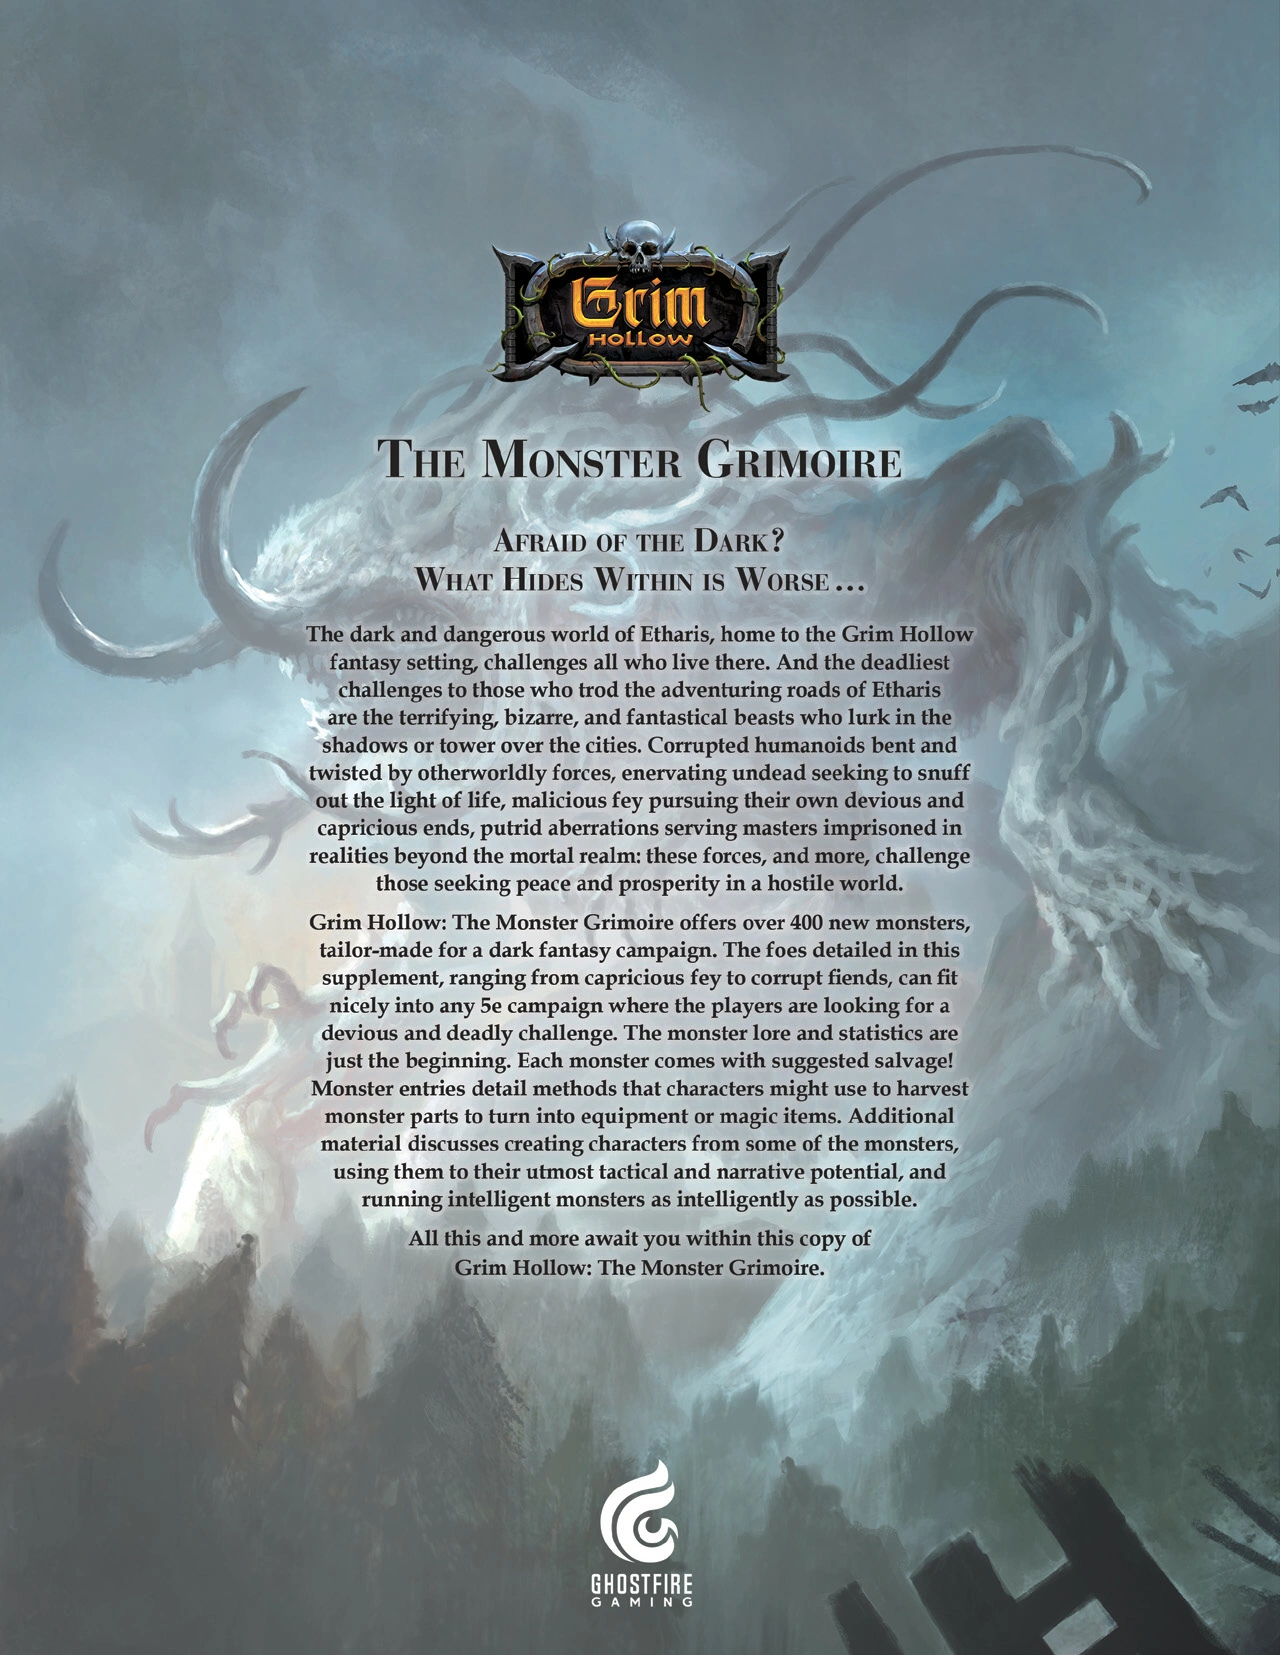 Grim
HOLLOW
The Monster Grimoire
Afraid of the Dark?
What Hides Within is Worse...
The dark and dangerous world of Etharis, home to the Grim Hollow
fantasy setting, challenges all who live there. And the deadliest
challenges to those who trod the adventuring roads of Etharis
are the terrifying, bizarre, and fantastical beasts who lurk in the
shadows or tower over the cities. Corrupted humanoids bent and
twisted by otherworldly forces, enervating undead seeking to snuff
out the light of life, malicious fey pursuing their own devious and
capricious ends, putrid aberrations serving masters imprisoned in
realities beyond the mortal realm: these forces, and more, challenge
those seeking peace and prosperity in a hostile world.
Grim Hollow: The Monster Grimoire offers over 400 new monsters,
tailor-made for a dark fantasy campaign. The foes detailed in this
supplement, ranging from capricious fey to corrupt fiends, can fit
nicely into any 5e campaign where the players are looking for a
devious and deadly challenge. The monster lore and statistics are
just the beginning. Each monster comes with suggested salvage!
Monster entries detail methods that characters might use to harvest
monster parts to turn into equipment or magic items. Additional
material discusses creating characters from some of the monsters,
using them to their utmost tactical and narrative potential, and
running intelligent monsters as intelligently as possible.
All this and more await you within this copy of
Grim Hollow: The Monster Grimoire.
GHOSTFIRE
GAMING